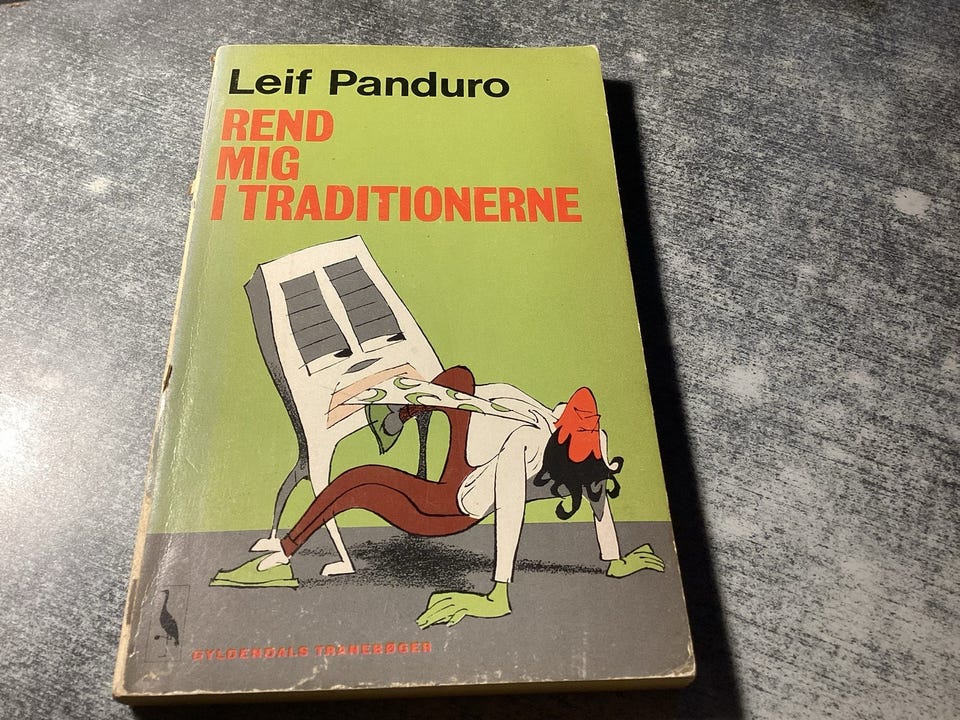 Leif Panduro
REND
MIG
I TRADITIONERNE
GYLDENDALS TRANEBØGER